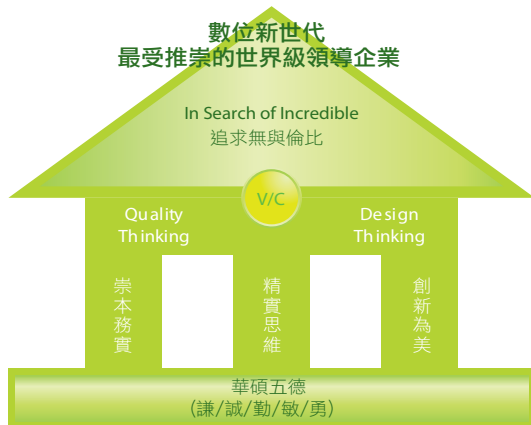 數位新世代
最受推崇的世界級領導企業
In Search of Incredible
追求無與倫比
V/C
Quality
Thinking
Design
Thinking
崇本務實
精實思維
創新為美
華碩五德
(謙/誠/勤/敏/勇)